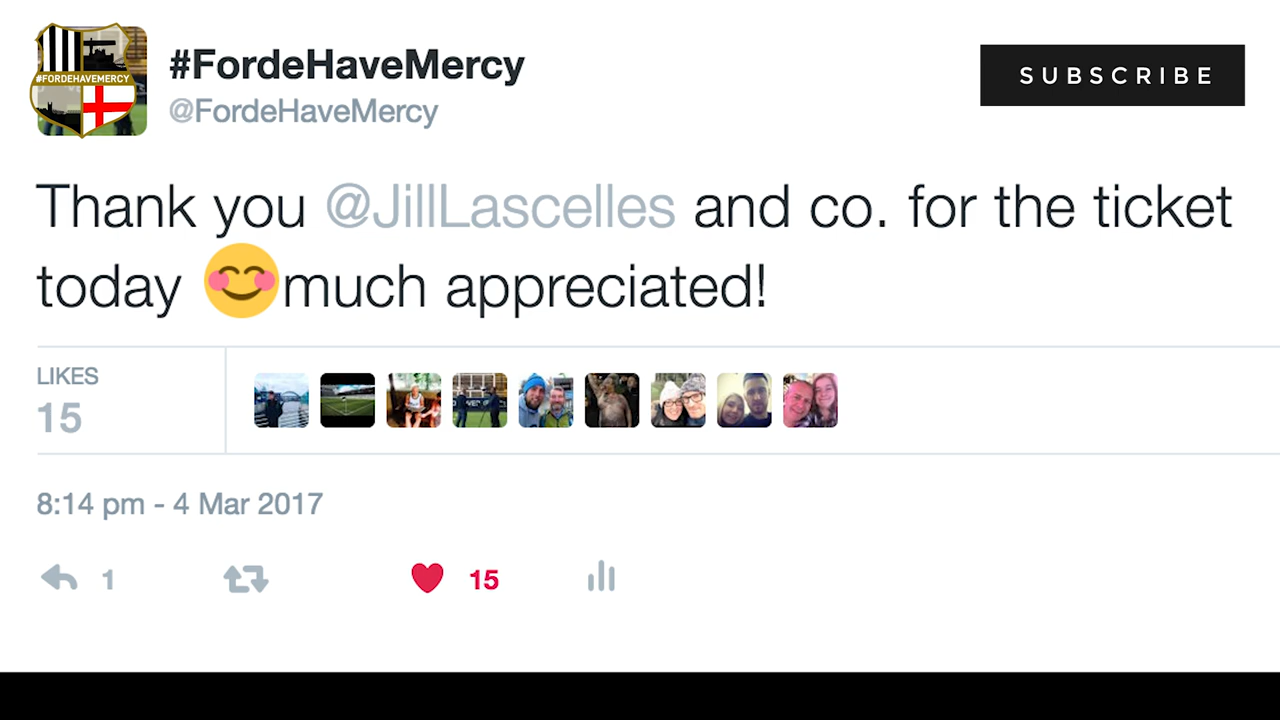 #FordeHaveMercy
#FORDEHAVEMERCY
@FordeHaveMercy
SUBSCRIBE
Thank you @JillLascelles and co. for the ticket
today 😊much appreciated!
LIKES
15
8:14 pm - 4 Mar 2017
1
15